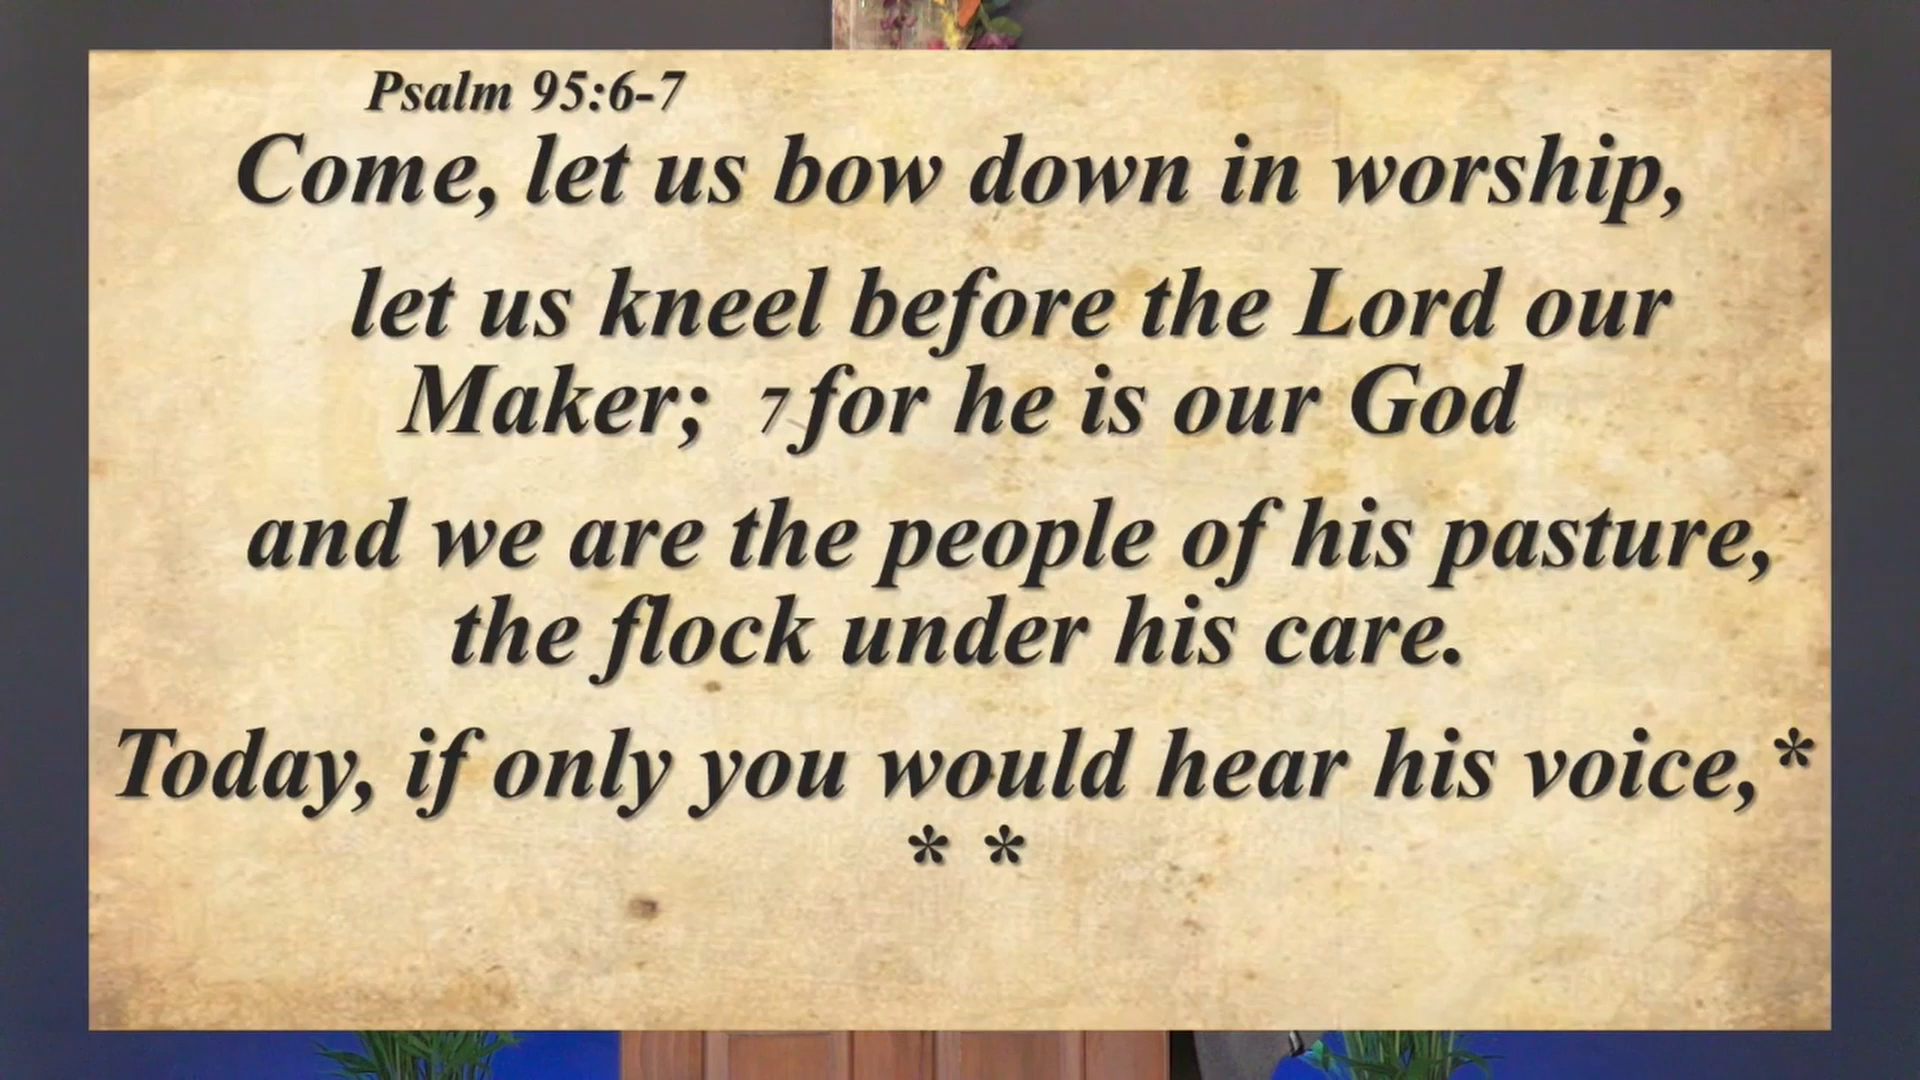 Psalm 95:6-7
Come, let us bow down in worship,
let us kneel before the Lord our
Maker; 7 for he is our God
and we are the people of his pasture,
the flock under his care.
Today, if only you would hear his voice,*
* *